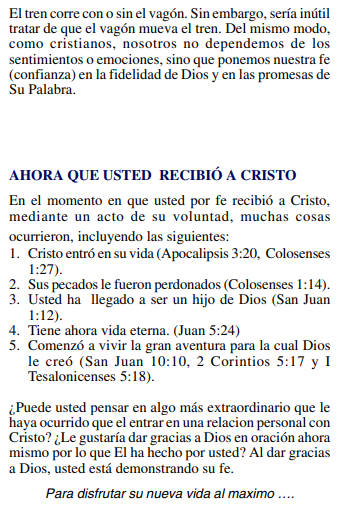 El tren corre con o sin el vagón. Sin embargo, sería inútil
tratar de que el vagón mueva el tren. Del mismo modo,
como cristianos, nosotros no dependemos de los
sentimientos o emociones, sino que ponemos nuestra fe
(confianza) en la fidelidad de Dios y en las promesas de
Su Palabra.
AHORA QUE USTED RECIBIÓ A CRISTO
En el momento en que usted por fe recibió a Cristo,
mediante un acto de su voluntad, muchas cosas
ocurrieron, incluyendo las siguientes:
1. Cristo entró en su vida (Apocalipsis 3:20, Colosenses
1:27).
2. Sus pecados le fueron perdonados (Colosenses 1:14).
3. Usted ha llegado a ser un hijo de Dios (San Juan
1:12).
4. Tiene ahora vida eterna. (Juan 5:24)
5. Comenzó a vivir la gran aventura para la cual Dios
le creó (San Juan 10:10, 2 Corintios 5:17 y I
Tesalonicenses 5:18).
¿Puede usted pensar en algo más extraordinario que le
haya ocurrido que el entrar en una relacion personal con
Cristo? ¿Le gustaría dar gracias a Dios en oración ahora
mismo por lo que El ha hecho por usted? Al dar gracias
a Dios, usted está demonstrando su fe.
Para disfrutar su nueva vida al maximo ….